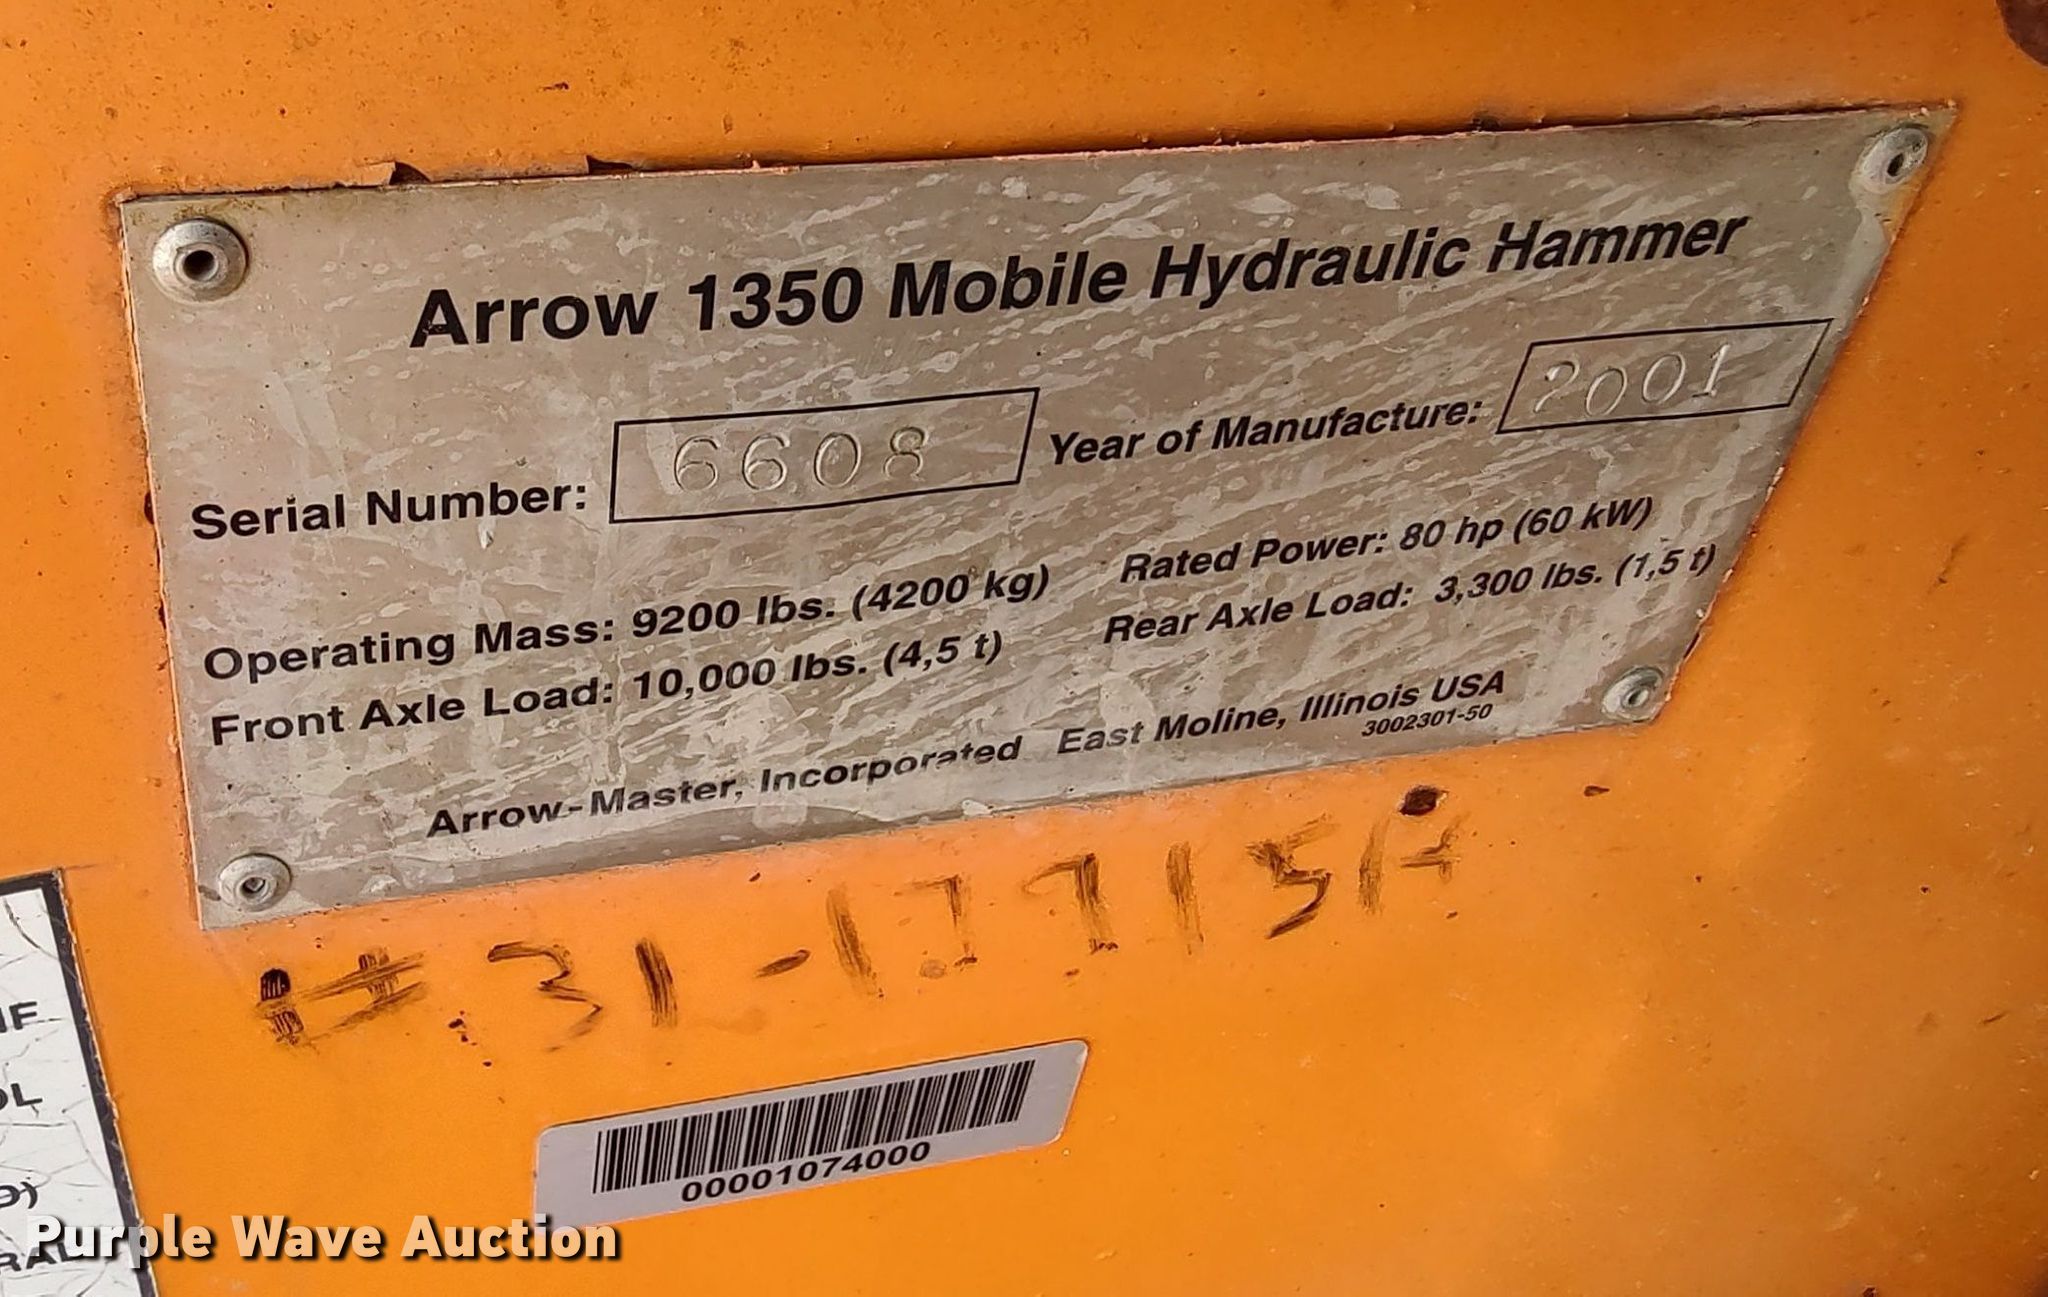 Arrow 1350 Mobile Hydraulic Hammer
Serial Number: 6608 Year of Manufacture: 2001
Operating Mass: 9200 lbs. (4200 kg) Rated Power: 80 hp (60 kW)
Front Axle Load: 10,000 lbs. (4,5 t) Rear Axle Load: 3,300 lbs. (1,5 t)
Arrow-Master, Incorporated East Moline, Illinois USA
3002301-50
00001074000
Purple Wave Auction